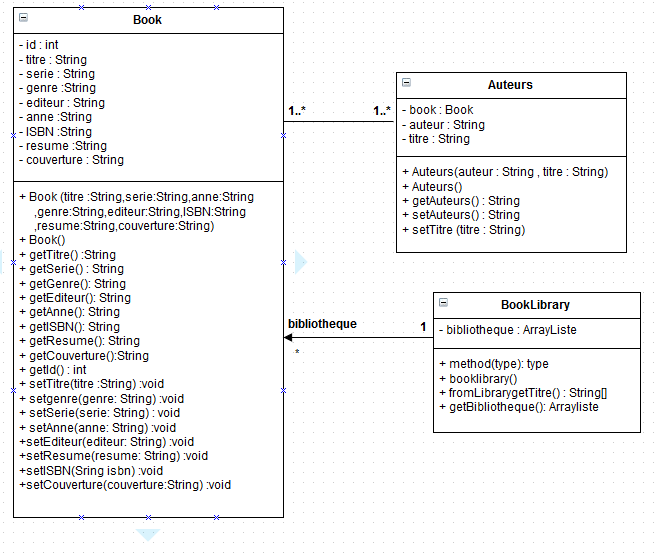 Book
- id : int
- titre : String
- serie : String
- genre :String
- editeur : String
- anne : String
- ISBN :String
- resume :String
- couverture : String
+ Book (titre :String,serie:String,anne:String
,genre:String,editeur:String,ISBN:String
,resume:String,couverture:String)
+ Book()
+ getTitre() :String
+ getSerie() : String
+ getGenre(): String
+ getEditeur(): String
+ getAnne(): String
+ getISBN(): String
+ getResume(): String
+ getCouverture():String
+ getId() : int
+ setTitre(titre :String) :void
+ setgenre(genre: String) :void
+ setSerie(serie: String) : void
+ setAnne(anne: String) :void
+setEditeur(editeur: String) :void
+setResume(resume: String) :void
+setISBN(Sring isbn) :void
+setCouverture(couverture:String) :void
1..*
1..*
Auteurs
- book : Book
- auteur : String
- titre : String
+ Auteurs(auteur : String , titre : String)
+ Auteurs()
+ getAuteurs() : String
+ setAuteurs() : String
+ setTitre (titre : String)
bibliotheque
1
*
BookLibrary
- bibliotheque : ArrayListe
+ method(type): type
+ booklibrary()
+ fromLibrarygetTitre() : String[]
+ getBibliotheque(): Arrayliste